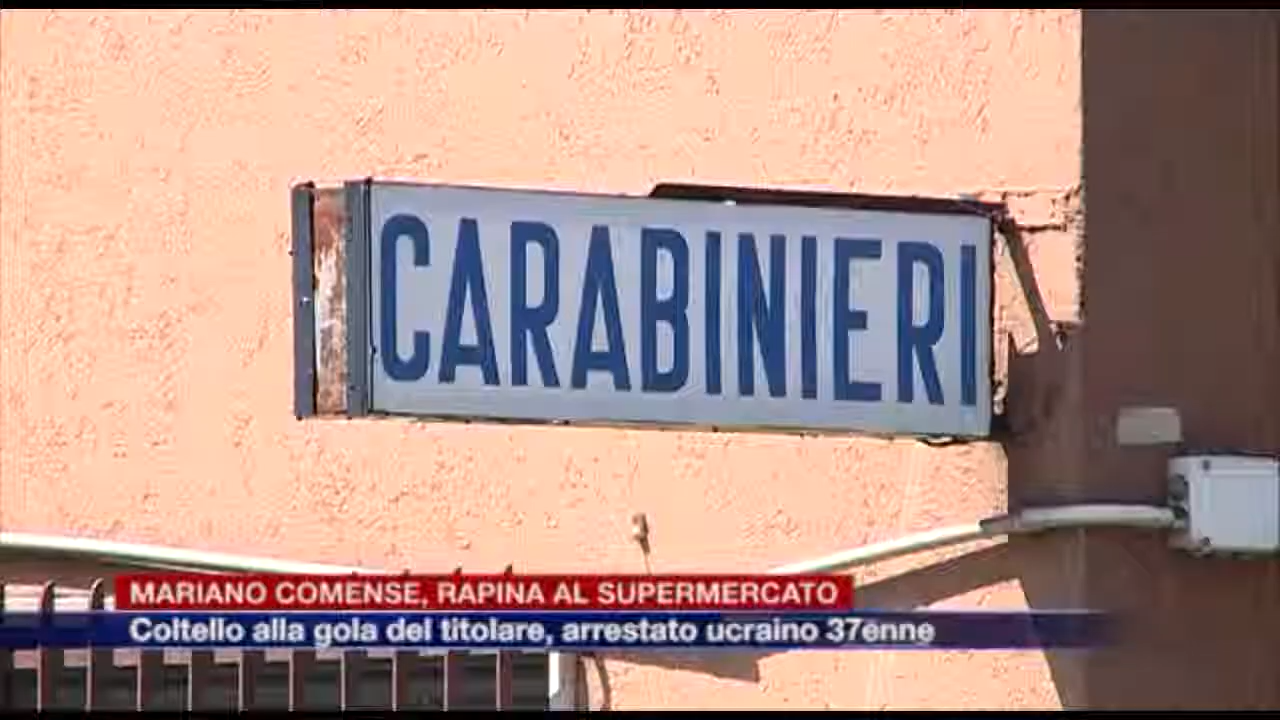 CARABINIERI
MARIANO COMENSE, RAPINA AL SUPERMERCATO
Coltello alla gola del titolare, arrestato ucraino 37enne